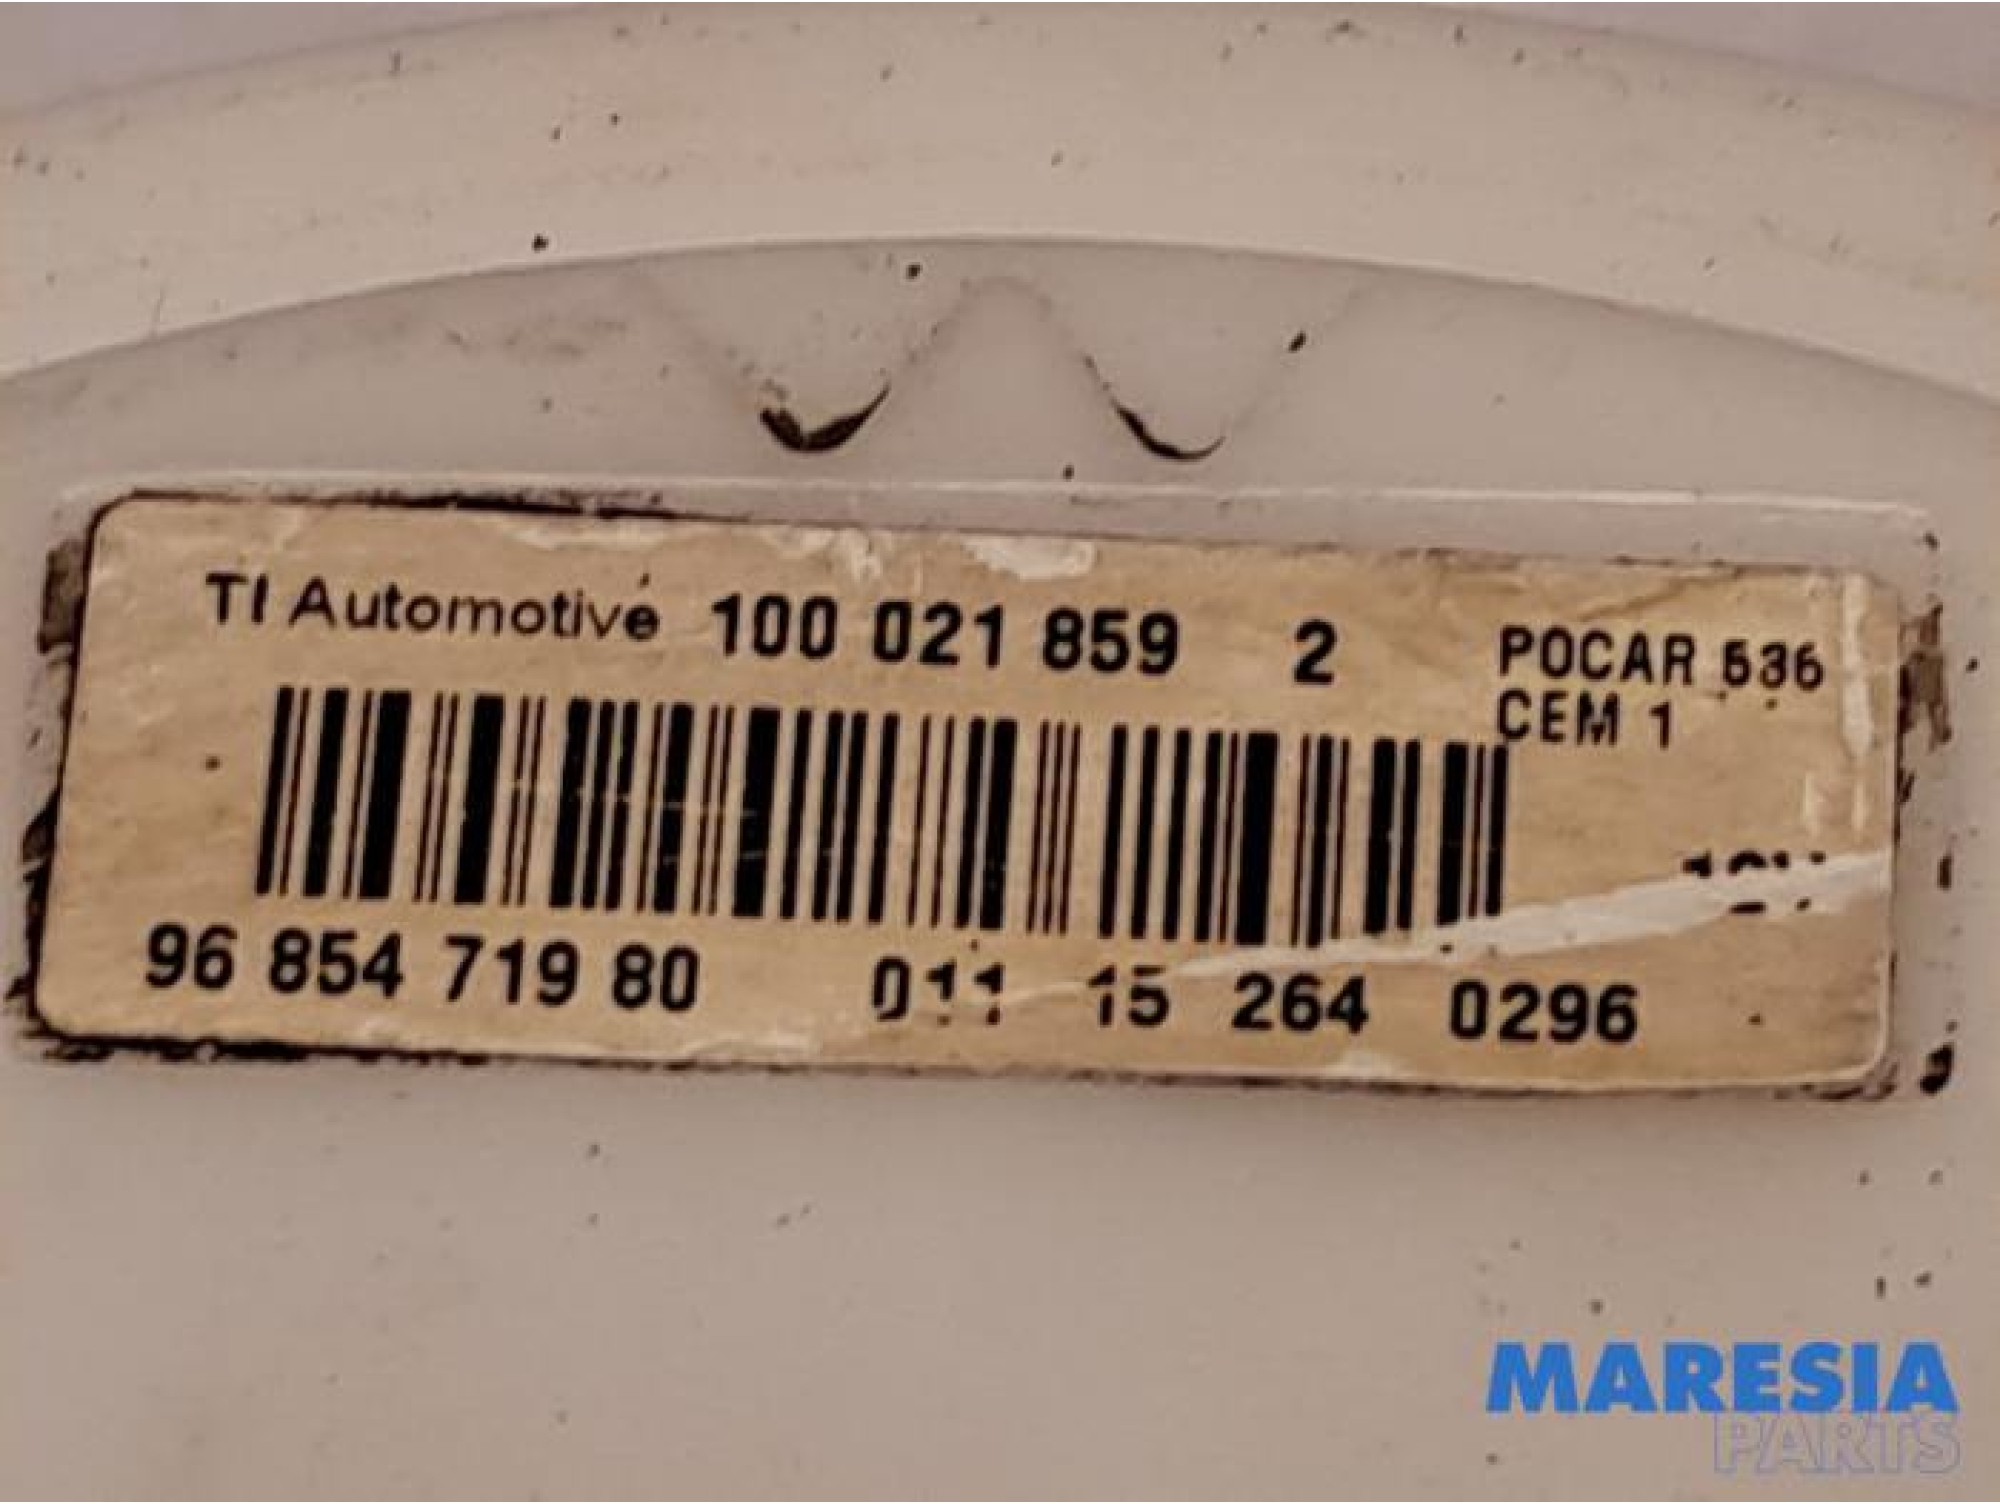 TI Automotive 100 021 859 2 POCAR 536
CEM 1
96 854 719 80 011 15 264 0296
MARESIA
PARTS